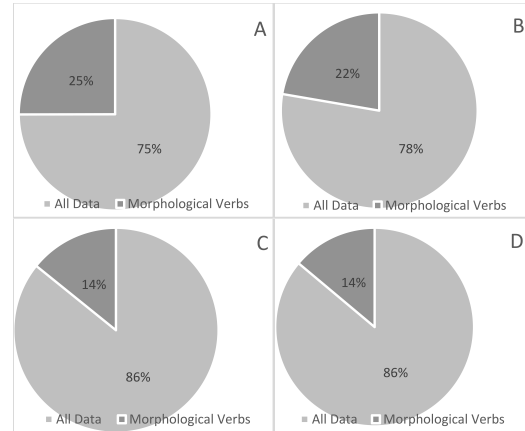 A
25%
75%
All Data Morphological Verbs
B
22%
78%
All Data Morphological Verbs
C
14%
86%
All Data Morphological Verbs
D
14%
86%
All Data Morphological Verbs